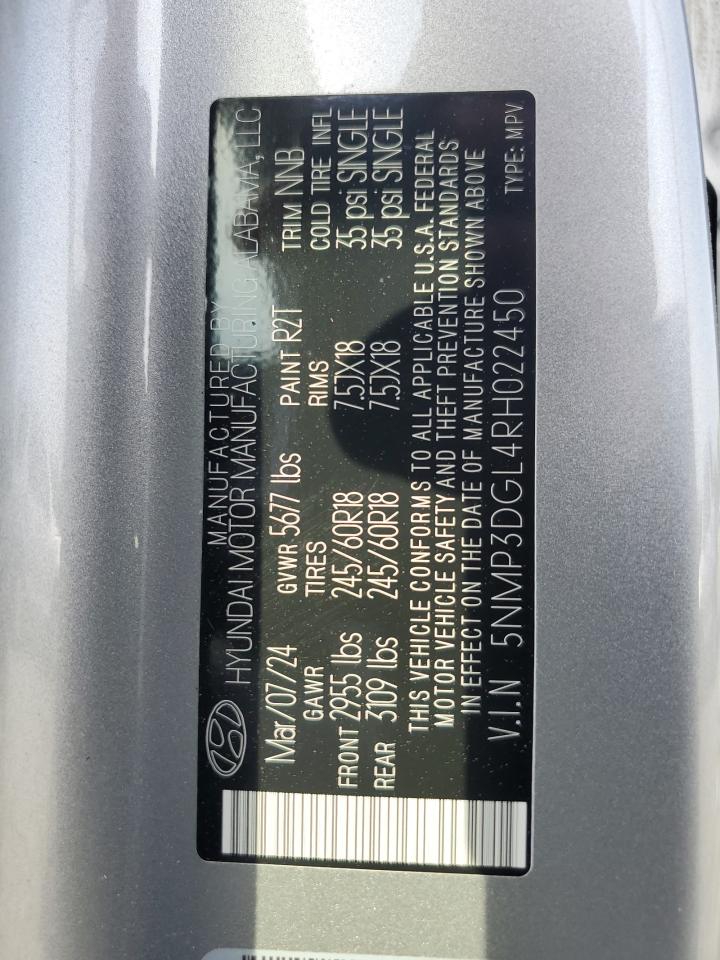 MANUFACTURED BY
HYUNDAI MOTOR MANUFACTURING ALABAMA, LLC
Mar/07/24 GVWR 5677 lbs PAINT R2T TRIM NNB
GAWR TIRES RIMS COLD TIRE INFL
FRONT 2955 lbs 245/60R18 7.5JX18 35 psi SINGLE
REAR 3109 lbs 245/60R18 7.5JX18 35 psi SINGLE
THIS VEHICLE CONFORMS TO ALL APPLICABLE U.S.A. FEDERAL
MOTOR VEHICLE SAFETY AND THEFT PREVENTION STANDARDS
IN EFFECT ON THE DATE OF MANUFACTURE SHOWN ABOVE
V.I.N 5NMP3DGL4RH022450 TYPE: MPV